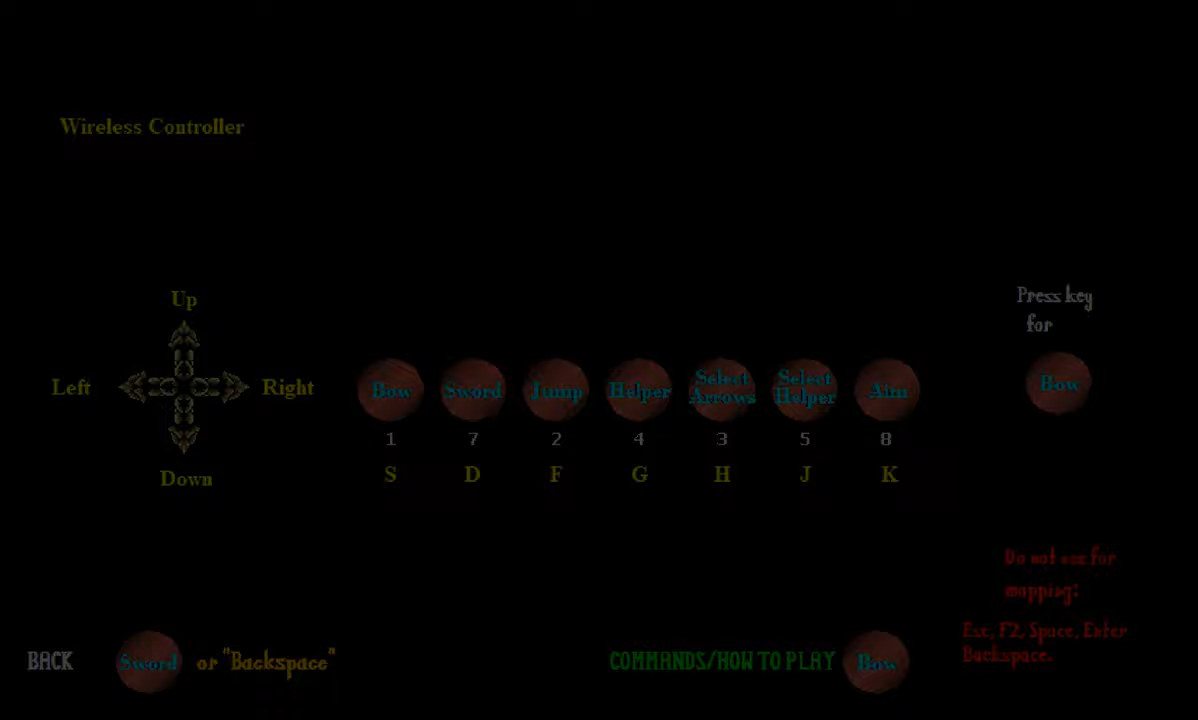 Wireless Controller
Up
Press key
for
Left
Right
Bow
Sword
Jump
Helper
Select
Arrows
Select
Helper
Aim
Bow
1 7 2 4 3 5 8
S D F G H J K
Down
Do not use for
mapping:
Esc, F2, Space, Enter
Backspace.
BACK
Sword
or "Backspace"
COMMANDS/HOW TO PLAY
Bow